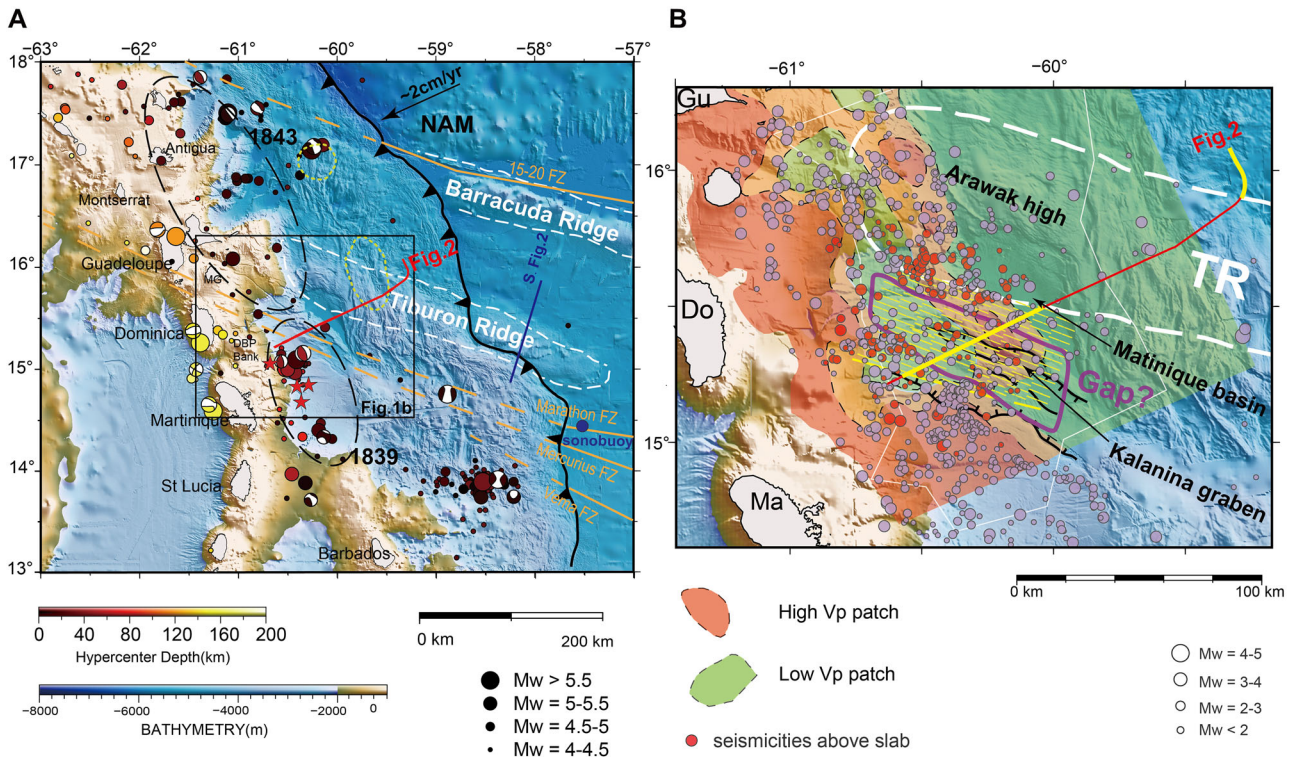 A
−63 −62 −61 −60 −59 −58 −57
18°
17°
16°
15°
14°
13°
~2cm/yr
NAM
1843
Antigua
15-20 FZ
Montserrat
Barracuda Ridge
Guadeloupe
MG
Fig.2
S. Fig.2
Tiburon Ridge
Dominica
DBP
Bank
Fig.1b
Martinique
Marathon FZ
sonobuoy
1839
Mercurius FZ
St Lucia
Vema FZ
Barbados
0 40 80 120 160 200
Hypercenter Depth(km)
−8000 −6000 −4000 −2000 0
BATHYMETRY(m)
0 km 200 km
Mw > 5.5
Mw = 5-5.5
Mw = 4.5-5
Mw = 4-4.5
B
−61° −60°
Gu
Fig.2
16°
Arawak high
TR
Do
Matinique basin
Gap?
15°
Kalanina graben
Ma
0 km 100 km
High Vp patch
Low Vp patch
seismicities above slab
Mw = 4-5
Mw = 3-4
Mw = 2-3
Mw < 2